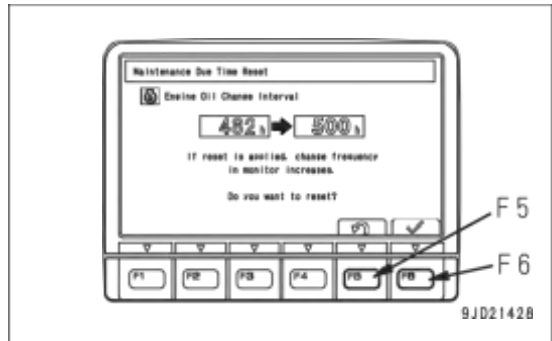 Maintenance Due Time Reset
Engine Oil Change Interval
482 h 500 h
If reset is applied, change frequency
in monitor increases.
Do you want to reset?
F5
F1 F2 F3 F4 F5 F6
F6
9JD21428